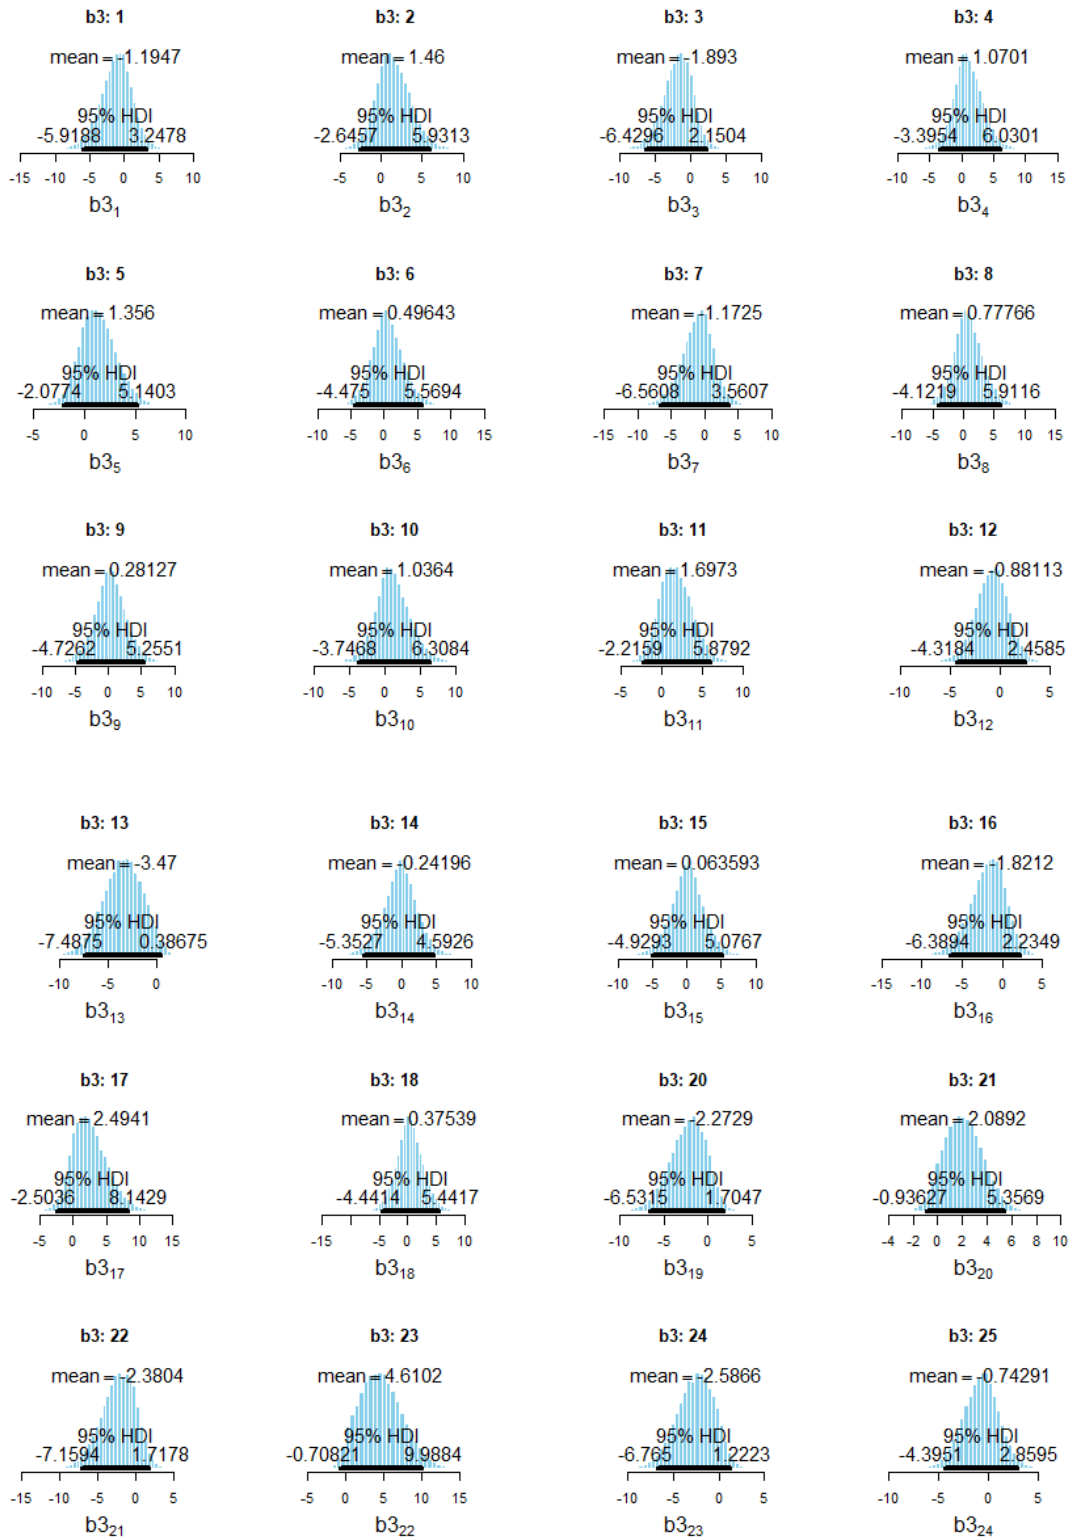 b3: 1 b3: 2 b3: 3 b3: 4
mean = -1.1947 mean = 1.46 mean = -1.893 mean = 1.0701
95% HDI 95% HDI 95% HDI 95% HDI
-5.9188 3.2478 -2.6457 5.9313 -6.4296 2.1504 -3.3954 6.0301
-15 -10 -5 0 5 10 -5 0 5 10 -10 -5 0 5 10 -10 -5 0 5 10 15
b3₁ b3₂ b3₃ b3₄
b3: 5 b3: 6 b3: 7 b3: 8
mean = 1.356 mean = 0.49643 mean = -1.1725 mean = 0.77766
95% HDI 95% HDI 95% HDI 95% HDI
-2.0774 5.1403 -4.475 5.5694 -6.5608 3.5607 -4.1219 5.9116
-5 0 5 10 -10 -5 0 5 10 15 -15 -10 -5 0 5 10 -10 -5 0 5 10 15
b3₅ b3₆ b3₇ b3₈
b3: 9 b3: 10 b3: 11 b3: 12
mean = 0.28127 mean = 1.0364 mean = 1.6973 mean = -0.88113
95% HDI 95% HDI 95% HDI 95% HDI
-4.7262 5.2551 -3.7468 6.3084 -2.2159 5.8792 -4.3184 2.4585
-10 -5 0 5 10 -10 -5 0 5 10 -5 0 5 10 -10 -5 0 5
b3₉ b3₁₀ b3₁₁ b3₁₂
b3: 13 b3: 14 b3: 15 b3: 16
mean = -3.47 mean = -0.24196 mean = 0.063593 mean = -1.8212
95% HDI 95% HDI 95% HDI 95% HDI
-7.4875 0.38675 -5.3527 4.5926 -4.9293 5.0767 -6.3894 2.2349
-10 -5 0 -10 -5 0 5 10 -10 -5 0 5 10 -15 -10 -5 0 5
b3₁₃ b3₁₄ b3₁₅ b3₁₆
b3: 17 b3: 18 b3: 20 b3: 21
mean = 2.4941 mean = 0.37539 mean = -2.2729 mean = 2.0892
95% HDI 95% HDI 95% HDI 95% HDI
-2.5036 8.1429 -4.4414 5.4417 -6.5315 1.7047 -0.93627 5.3569
-5 0 5 10 15 -15 -5 0 5 10 -10 -5 0 5 -4 -2 0 2 4 6 8 10
b3₁₇ b3₁₈ b3₁₉ b3₂₀
b3: 22 b3: 23 b3: 24 b3: 25
mean = -2.3804 mean = 4.6102 mean = -2.5866 mean = -0.74291
95% HDI 95% HDI 95% HDI 95% HDI
-7.1594 1.7178 -0.70821 9.9884 -6.765 1.2223 -4.3951 2.8595
-15 -10 -5 0 5 -5 0 5 10 15 -10 -5 0 5 -10 -5 0 5
b3₂₁ b3₂₂ b3₂₃ b3₂₄